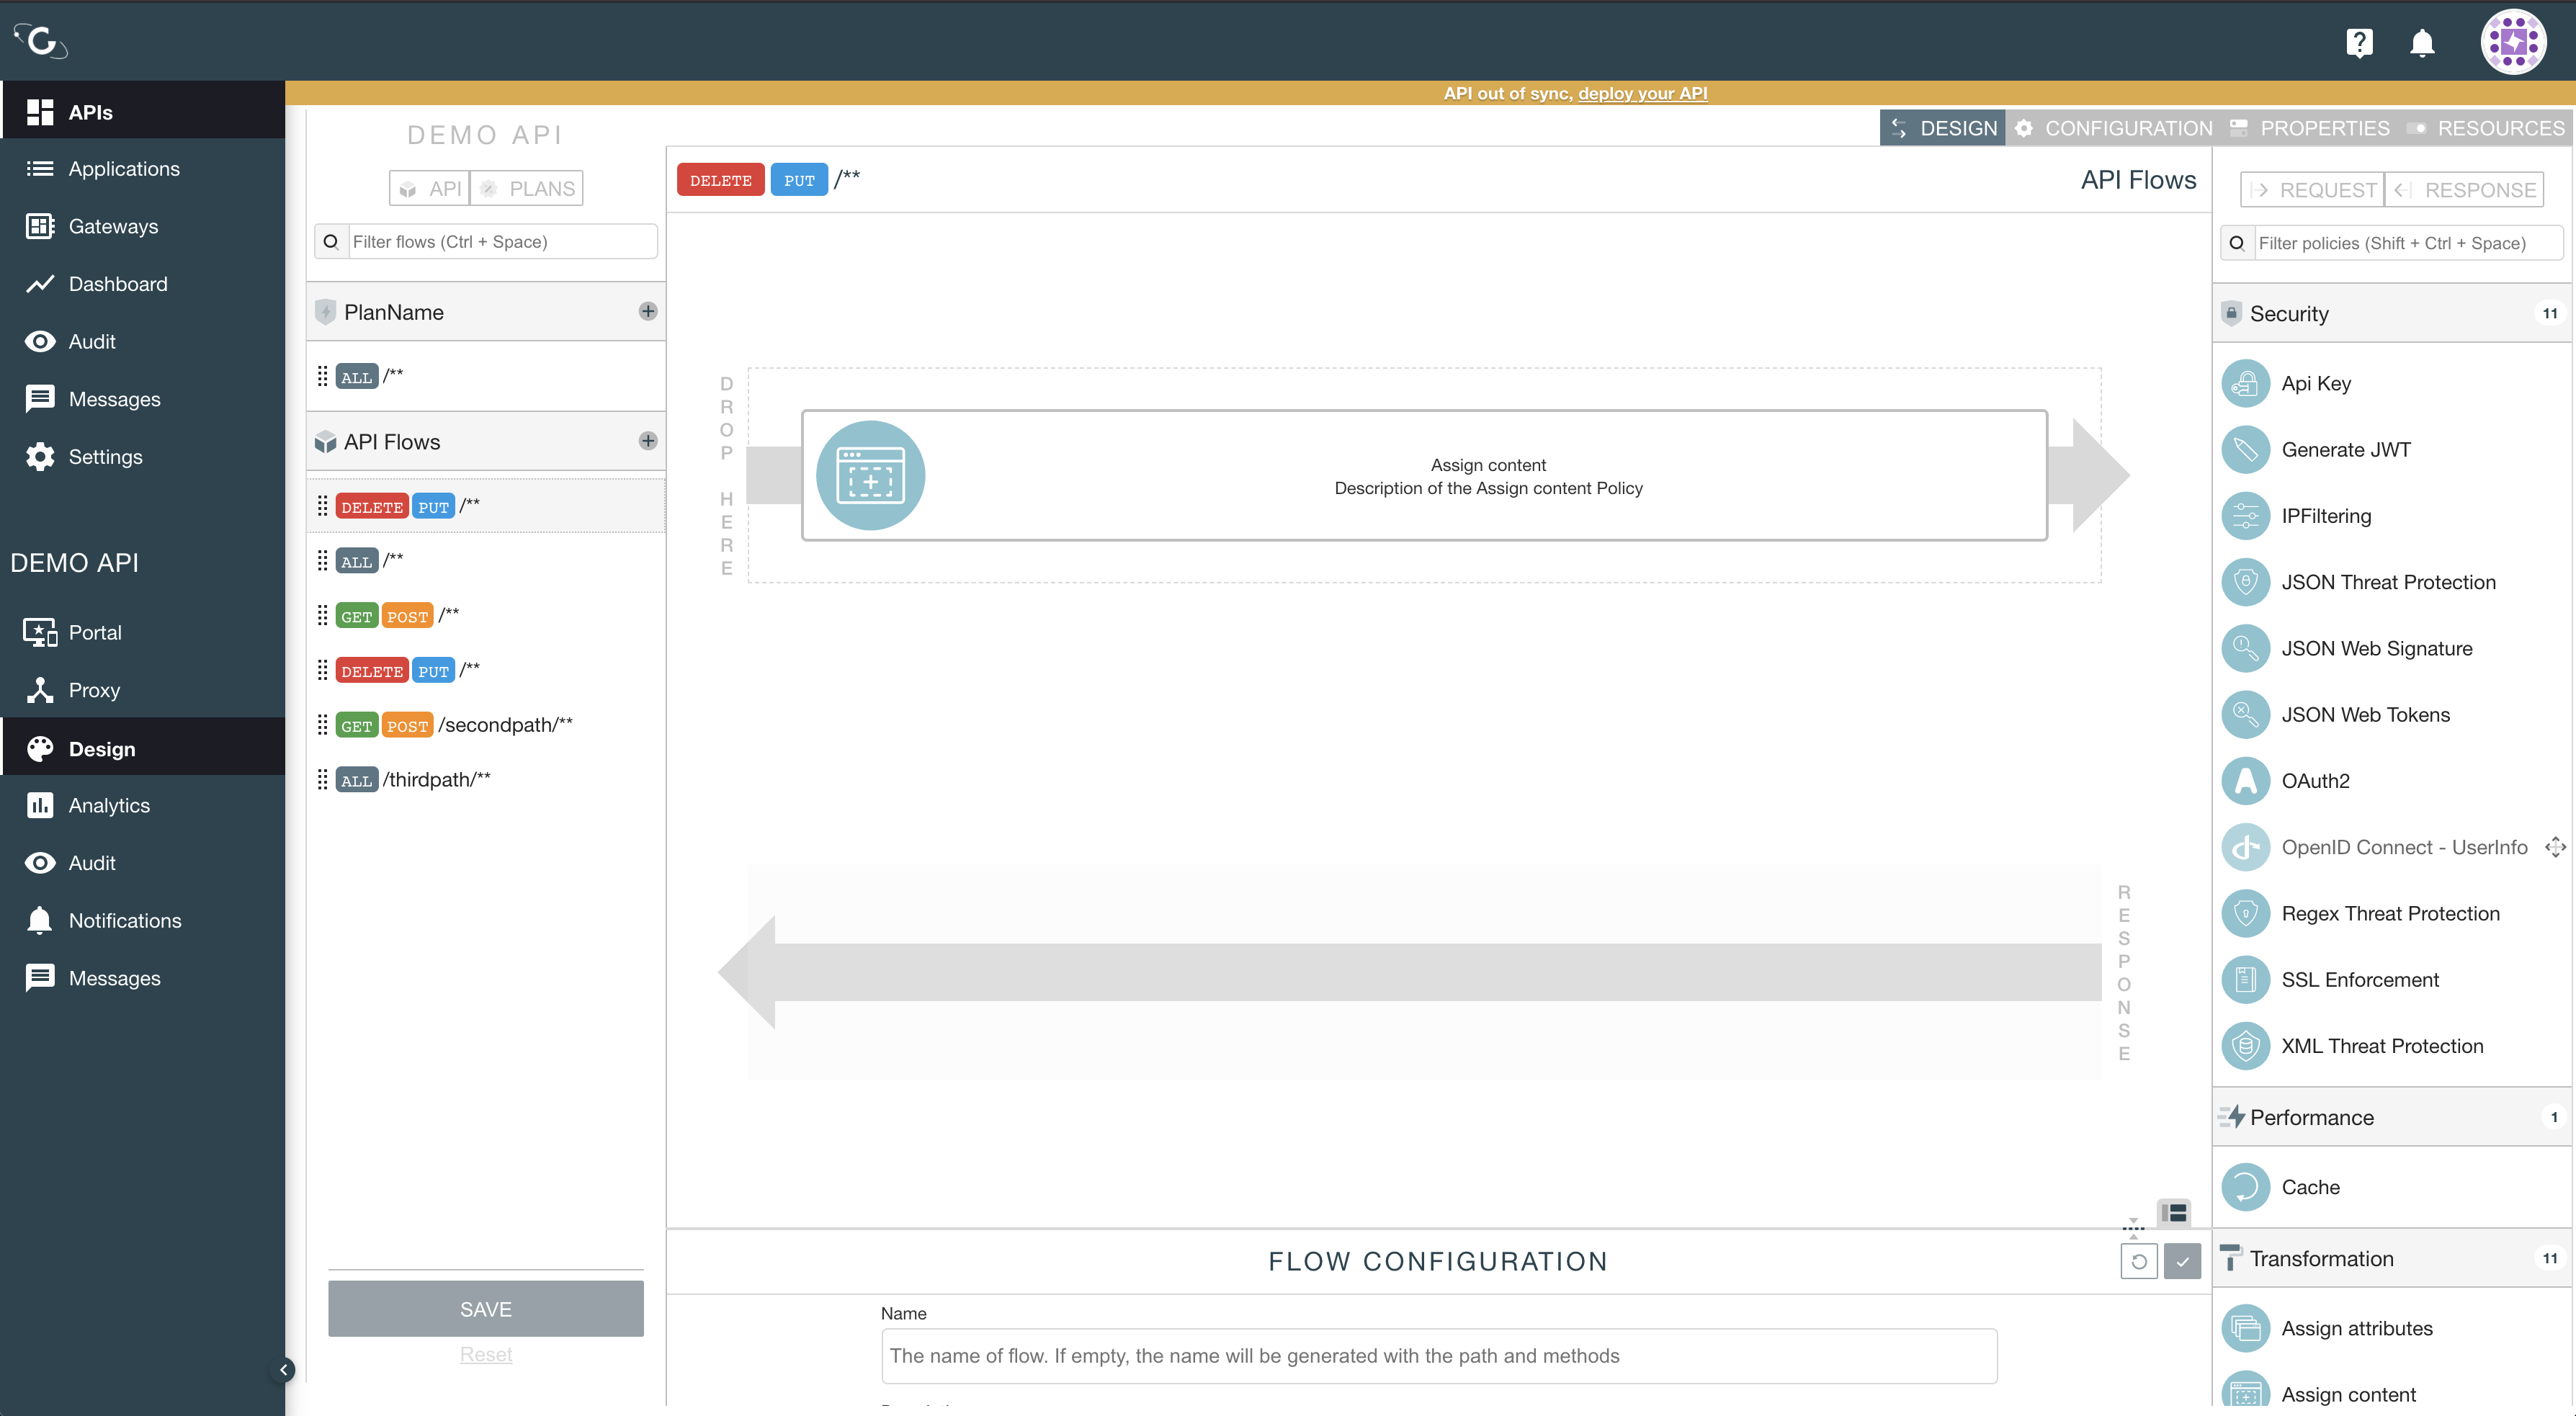 API out of sync, deploy your API
APIs
Applications
Gateways
Dashboard
Audit
Messages
Settings
DEMO API
Portal
Proxy
Design
Analytics
Audit
Notifications
Messages
DEMO API
API
PLANS
Filter flows (Ctrl + Space)
PlanName
ALL /**
API Flows
DELETE PUT /**
ALL /**
GET POST /**
DELETE PUT /**
GET POST /secondpath/**
ALL /thirdpath/**
SAVE
Reset
DESIGN
CONFIGURATION
PROPERTIES
RESOURCES
DELETE PUT /**
API Flows
DROP HERE
Assign content
Description of the Assign content Policy
RESPONSE
FLOW CONFIGURATION
Name
The name of flow. If empty, the name will be generated with the path and methods
REQUEST
RESPONSE
Filter policies (Shift + Ctrl + Space)
Security 11
Api Key
Generate JWT
IPFiltering
JSON Threat Protection
JSON Web Signature
JSON Web Tokens
OAuth2
OpenID Connect - UserInfo
Regex Threat Protection
SSL Enforcement
XML Threat Protection
Performance 1
Cache
Transformation 11
Assign attributes
Assign content